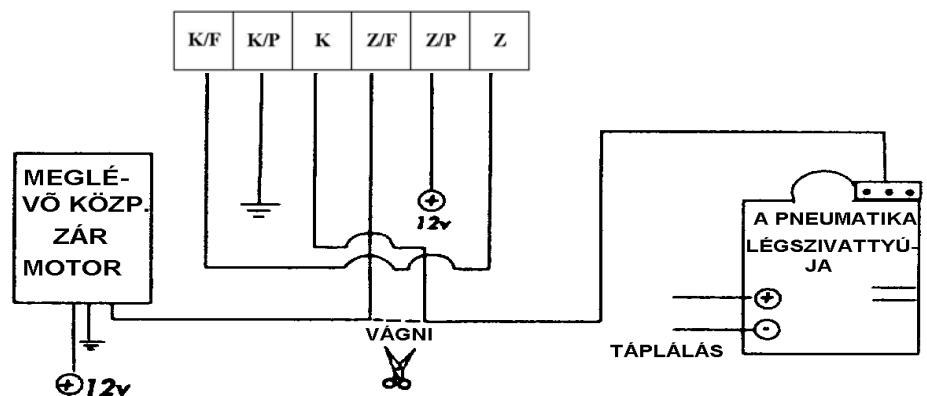 K/F K/P K Z/F Z/P Z
MEGLÉ-
VÕ KÖZP.
ZÁR
MOTOR
12v
12v
A PNEUMATIKA
LÉGSZIVATTYÚ-
JA
+
-
TÁPLÁLÁS
VÁGNI
+
+